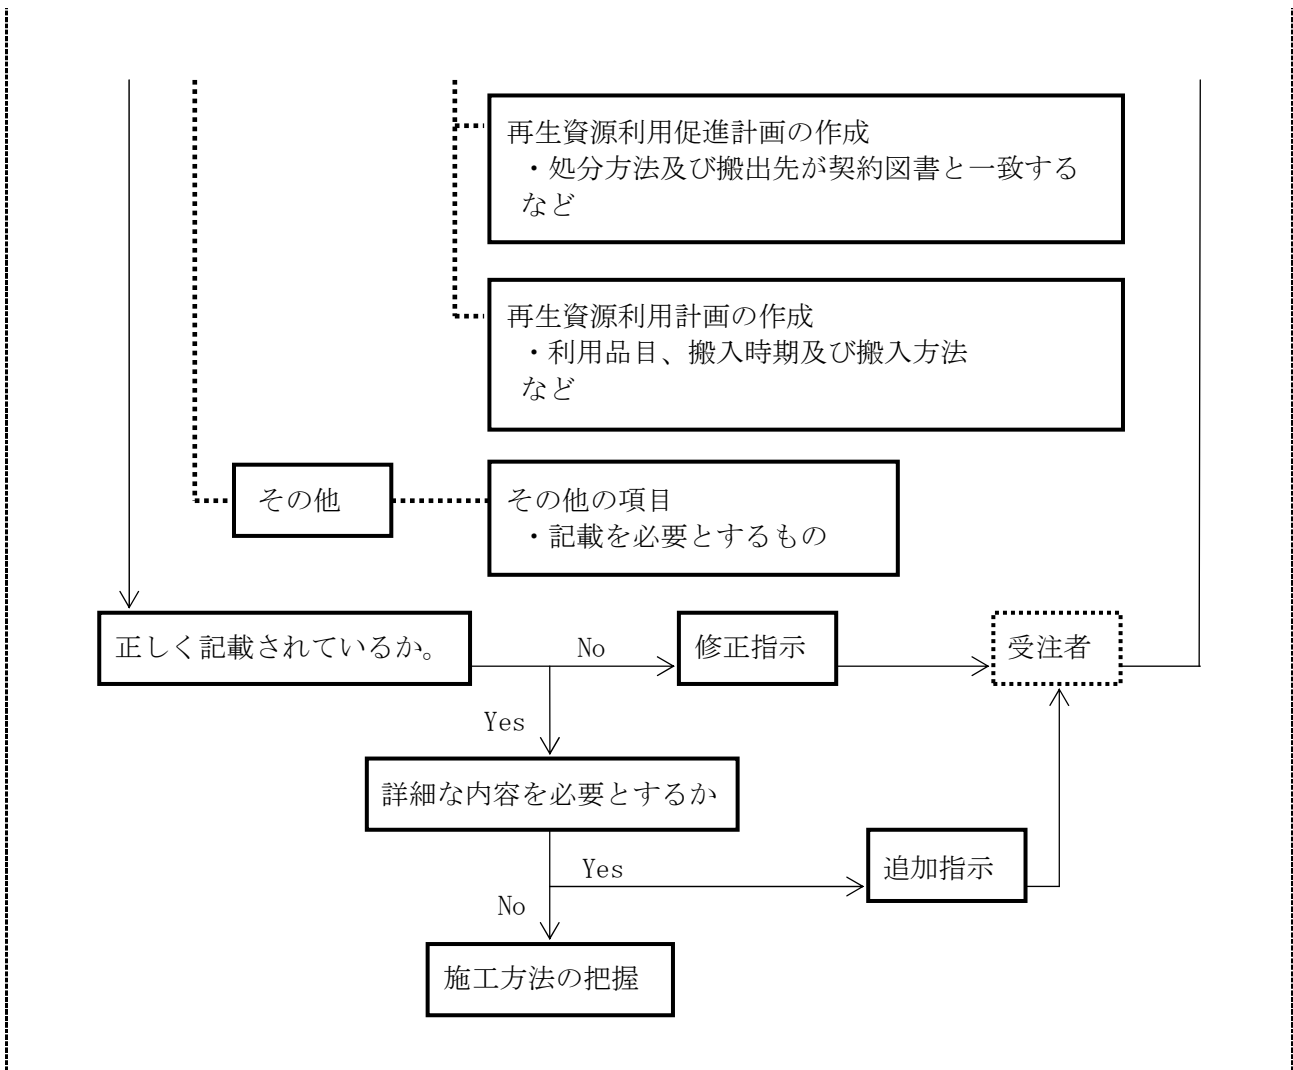 再生資源利用促進計画の作成
・処分方法及び搬出先が契約図書と一致する
など
再生資源利用計画の作成
・利用品目、搬入時期及び搬入方法
など
その他
その他の項目
・記載を必要とするもの
正しく記載されているか。
No
修正指示
受注者
Yes
詳細な内容を必要とするか
Yes
追加指示
No
施工方法の把握